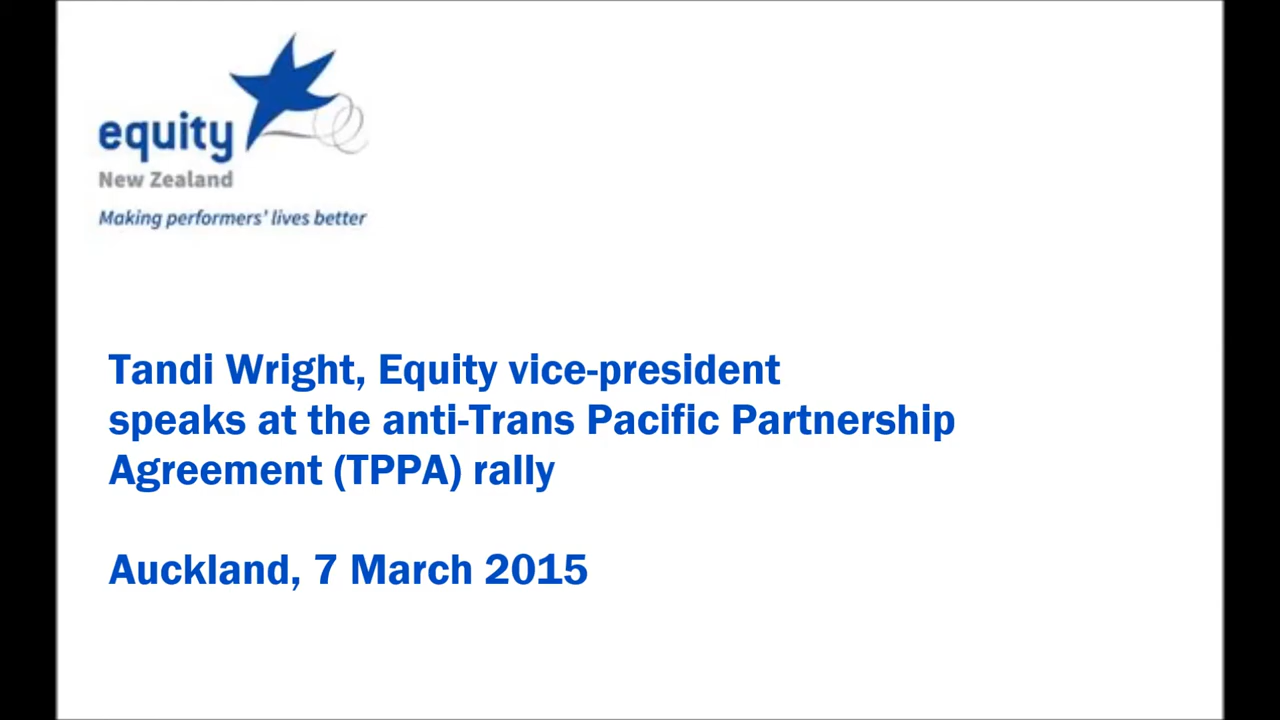 equity
New Zealand
Making performers' lives better
Tandi Wright, Equity vice-president
speaks at the anti-Trans Pacific Partnership
Agreement (TPPA) rally
Auckland, 7 March 2015